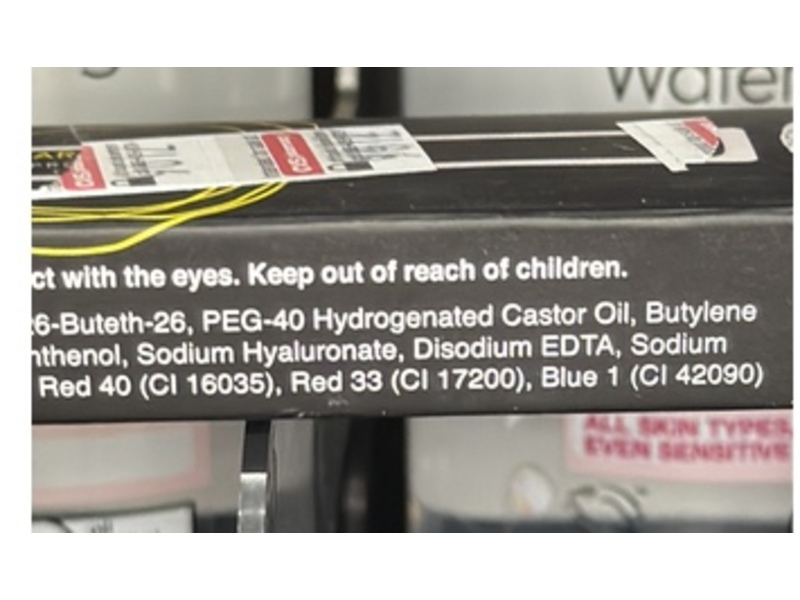 Water
ct with the eyes. Keep out of reach of children.
26-Buteth-26, PEG-40 Hydrogenated Castor Oil, Butylene
nthenol, Sodium Hyaluronate, Disodium EDTA, Sodium
Red 40 (CI 16035), Red 33 (CI 17200), Blue 1 (CI 42090)
ALL SKIN TYPES,
EVEN SENSITIVE